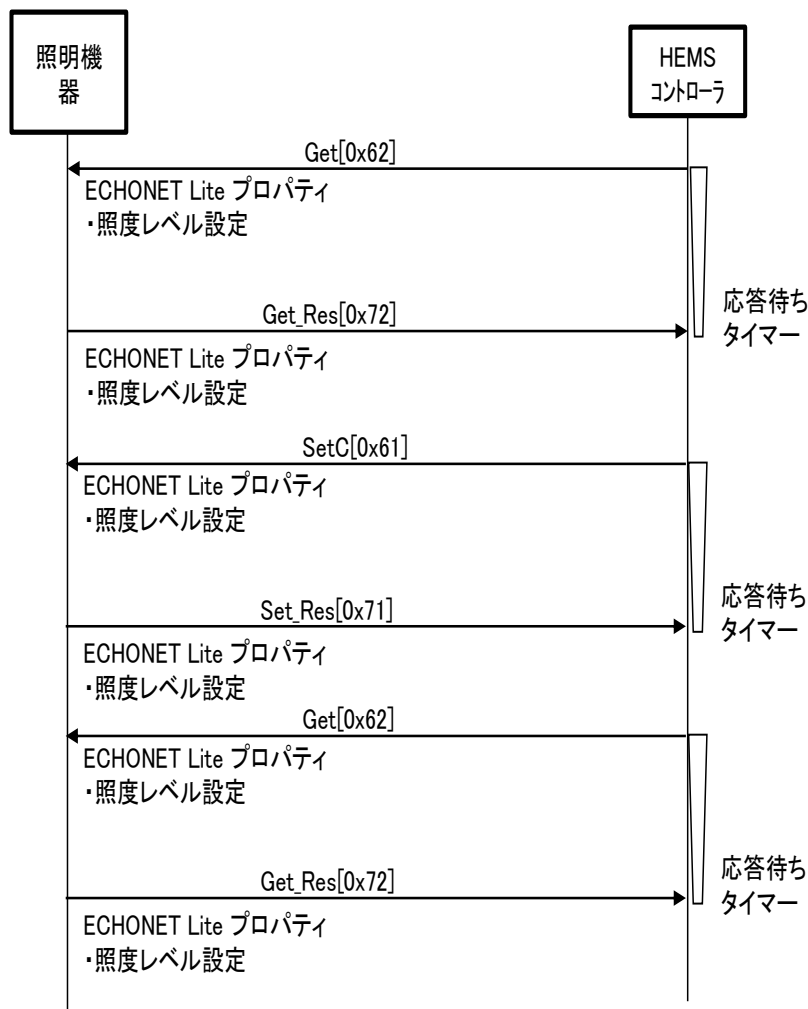 照明機
器
HEMS
コントローラ
Get[0x62]
ECHONET Lite プロパティ
・照度レベル設定
応答待ち
タイマー
Get_Res[0x72]
ECHONET Lite プロパティ
・照度レベル設定
SetC[0x61]
ECHONET Lite プロパティ
・照度レベル設定
応答待ち
タイマー
Set_Res[0x71]
ECHONET Lite プロパティ
・照度レベル設定
Get[0x62]
ECHONET Lite プロパティ
・照度レベル設定
応答待ち
タイマー
Get_Res[0x72]
ECHONET Lite プロパティ
・照度レベル設定